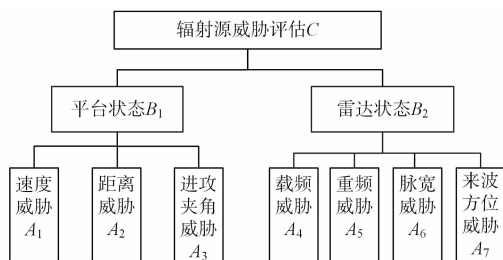 辐射源威胁评估C
平台状态B₁
雷达状态B₂
速度
威胁
A₁
距离
威胁
A₂
进攻
夹角
威胁
A₃
载频
威胁
A₄
重频
威胁
A₅
脉宽
威胁
A₆
来波
方位
威胁
A₇